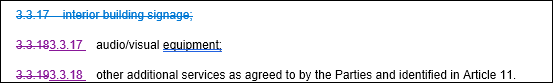 3.3.17 interior building signage;
3.3.183.3.17 audio/visual equipment;
3.3.193.3.18 other additional services as agreed to by the Parties and identified in Article 11.